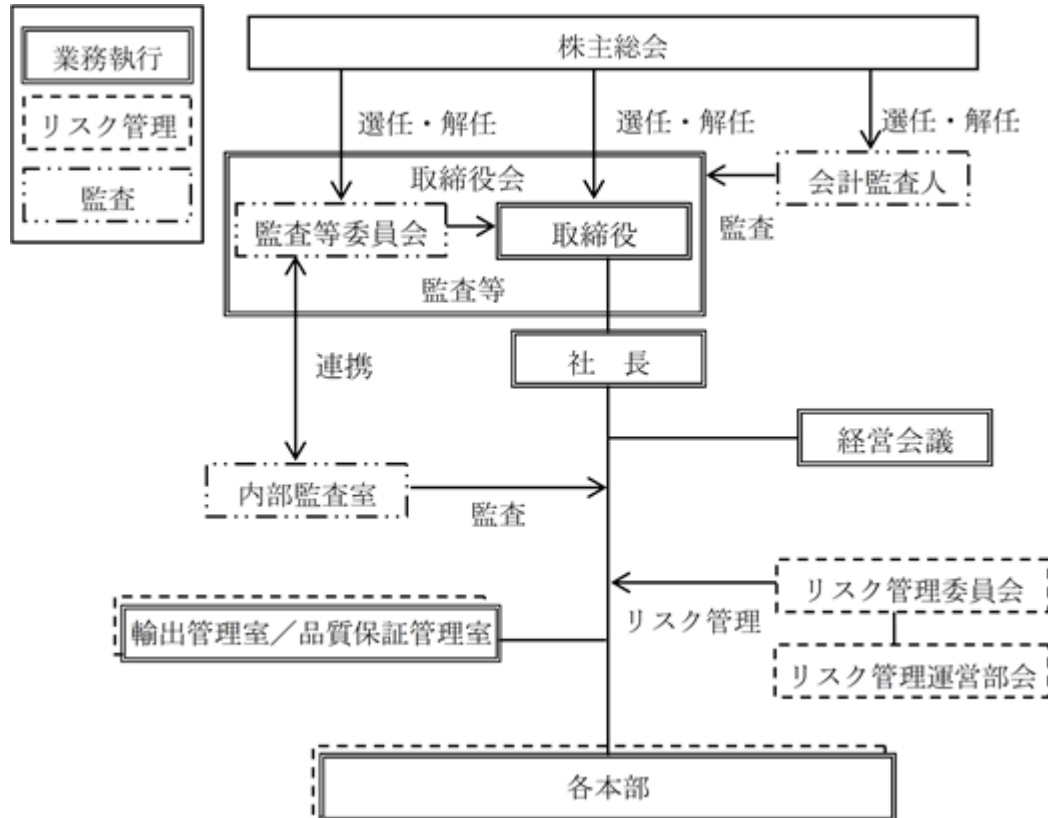 業務執行
リスク管理
監査
株主総会
選任・解任
選任・解任
選任・解任
取締役会
監査等委員会
取締役
監査等
会計監査人
監査
社 長
連携
経営会議
内部監査室
監査
リスク管理委員会
リスク管理
リスク管理運営部会
輸出管理室／品質保証管理室
各本部